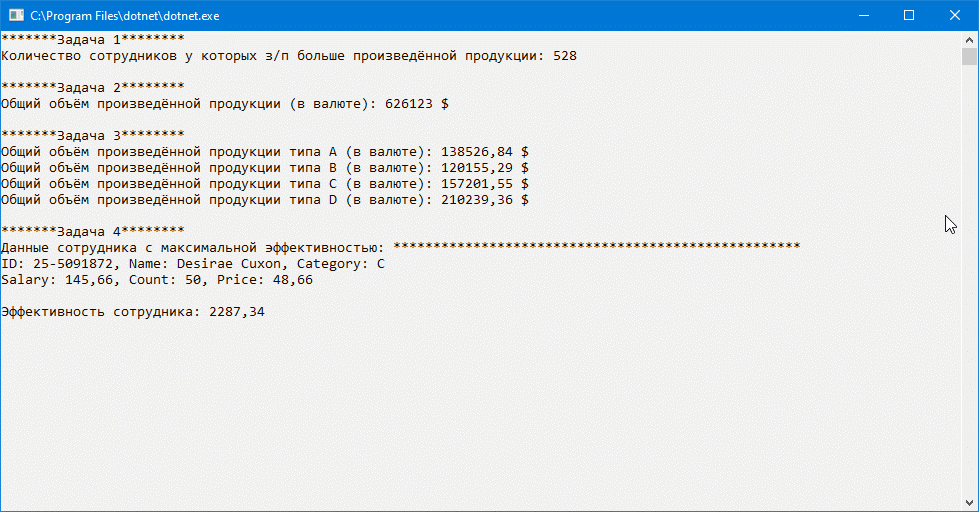 C:\Program Files\dotnet\dotnet.exe
*******Задача 1********
Количество сотрудников у которых з/п больше произведённой продукции: 528
*******Задача 2********
Общий объём произведённой продукции (в валюте): 626123 $
*******Задача 3********
Общий объём произведённой продукции типа A (в валюте): 138526,84 $
Общий объём произведённой продукции типа B (в валюте): 120155,29 $
Общий объём произведённой продукции типа C (в валюте): 157201,55 $
Общий объём произведённой продукции типа D (в валюте): 210239,36 $
*******Задача 4********
Данные сотрудника с максимальной эффективностью: ***************************************************
ID: 25-5091872, Name: Desirae Cuxon, Category: C
Salary: 145,66, Count: 50, Price: 48,66
Эффективность сотрудника: 2287,34